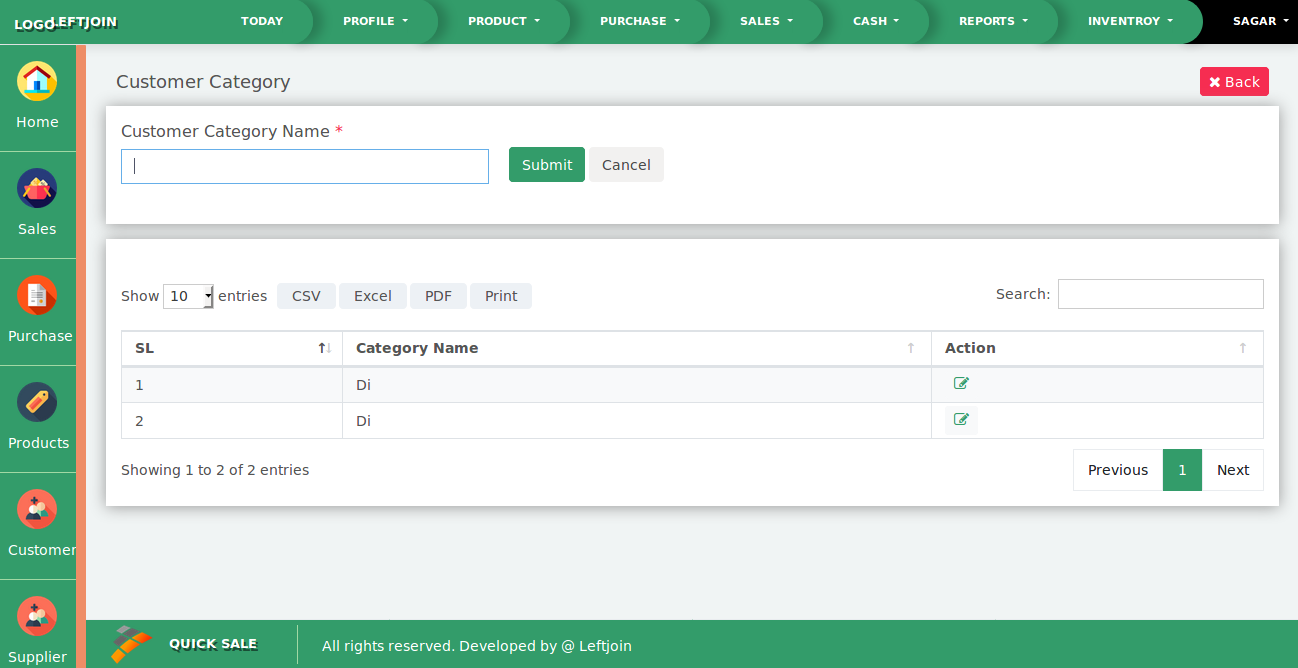 LOGO LEFTJOIN TODAY PROFILE PRODUCT PURCHASE SALES CASH REPORTS INVENTROY SAGAR
Customer Category Back
Customer Category Name *
Submit Cancel
Show 10 entries CSV Excel PDF Print Search:
SL Category Name Action
1 Di
2 Di
Showing 1 to 2 of 2 entries Previous 1 Next
Home
Sales
Purchase
Products
Customer
Supplier
QUICK SALE All rights reserved. Developed by @ Leftjoin